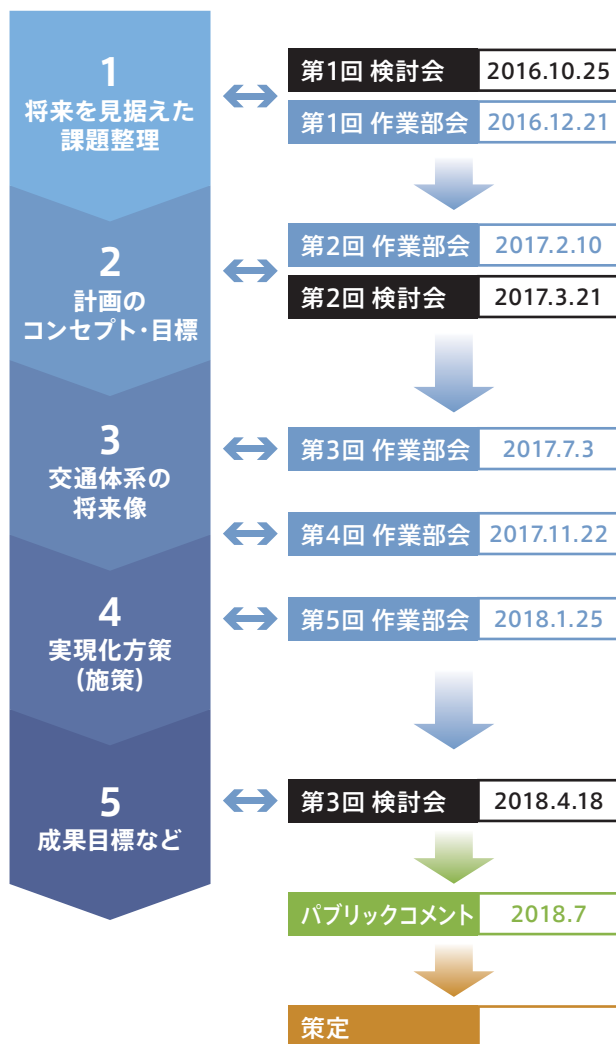 1
将来を見据えた
課題整理
第1回 検討会 2016.10.25
第1回 作業部会 2016.12.21
2
計画の
コンセプト・目標
第2回 作業部会 2017.2.10
第2回 検討会 2017.3.21
3
交通体系の
将来像
第3回 作業部会 2017.7.3
第4回 作業部会 2017.11.22
4
実現化方策
(施策)
第5回 作業部会 2018.1.25
5
成果目標など
第3回 検討会 2018.4.18
パブリックコメント 2018.7
策定